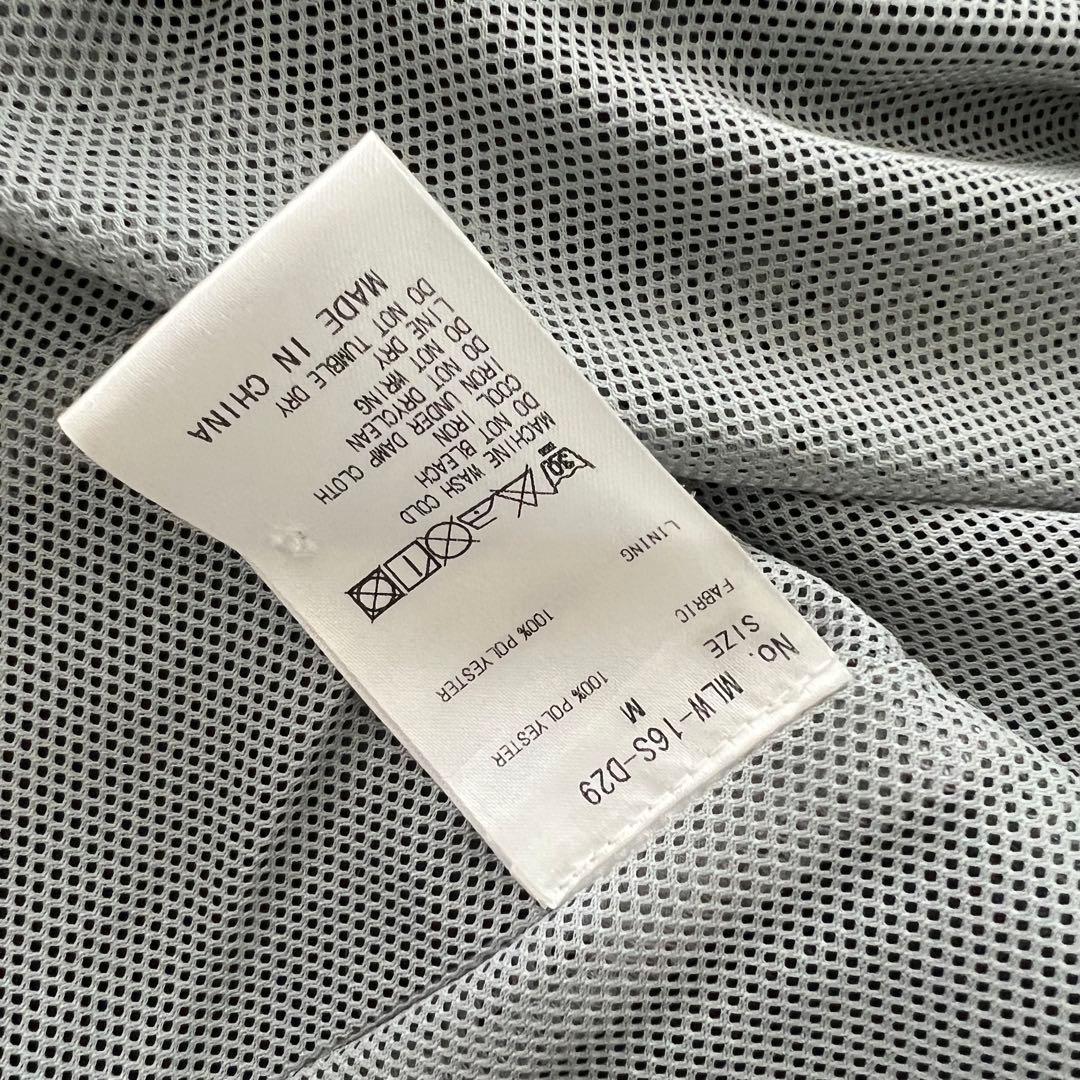 No. MLW-16S-D29
SIZE M
FABRIC 100% POLYESTER
LINING 100% POLYESTER
30
MACHINE WASH COLD
DO NOT BLEACH
COOL IRON
IRON UNDER DAMP CLOTH
DO NOT DRYCLEAN
DO NOT WRING
LINE DRY
DO NOT TUMBLE DRY
MADE IN CHINA